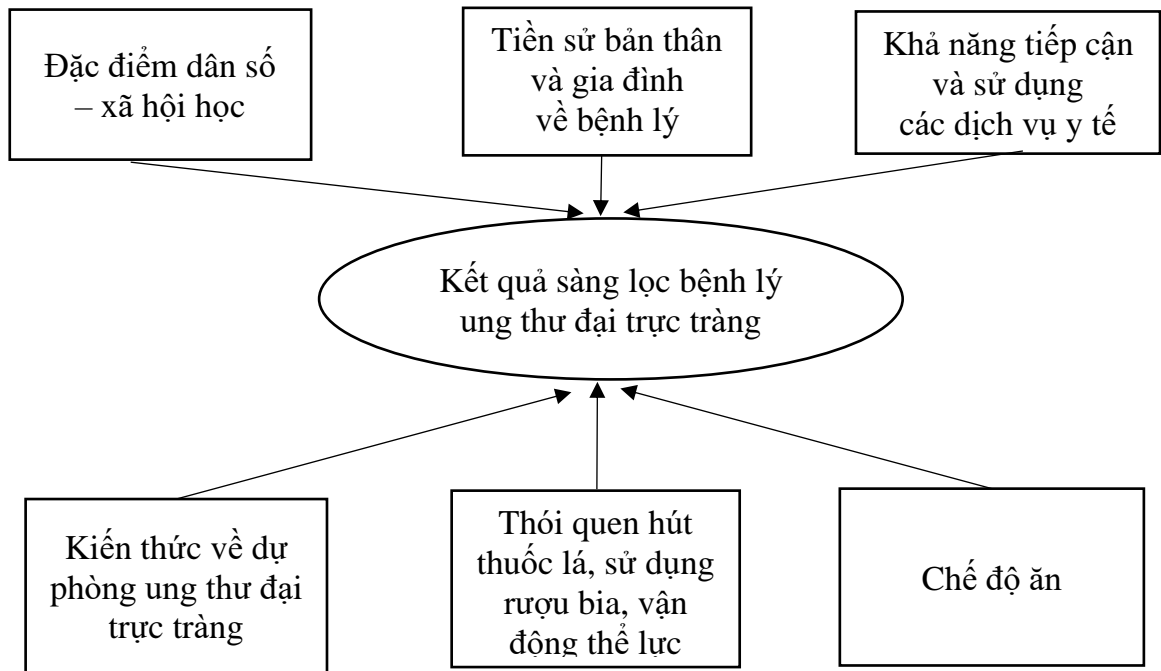 Đặc điểm dân số
– xã hội học
Tiền sử bản thân
và gia đình
về bệnh lý
Khả năng tiếp cận
và sử dụng
các dịch vụ y tế
Kết quả sàng lọc bệnh lý
ung thư đại trực tràng
Kiến thức về dự
phòng ung thư đại
trực tràng
Thói quen hút
thuốc lá, sử dụng
rượu bia, vận
động thể lực
Chế độ ăn